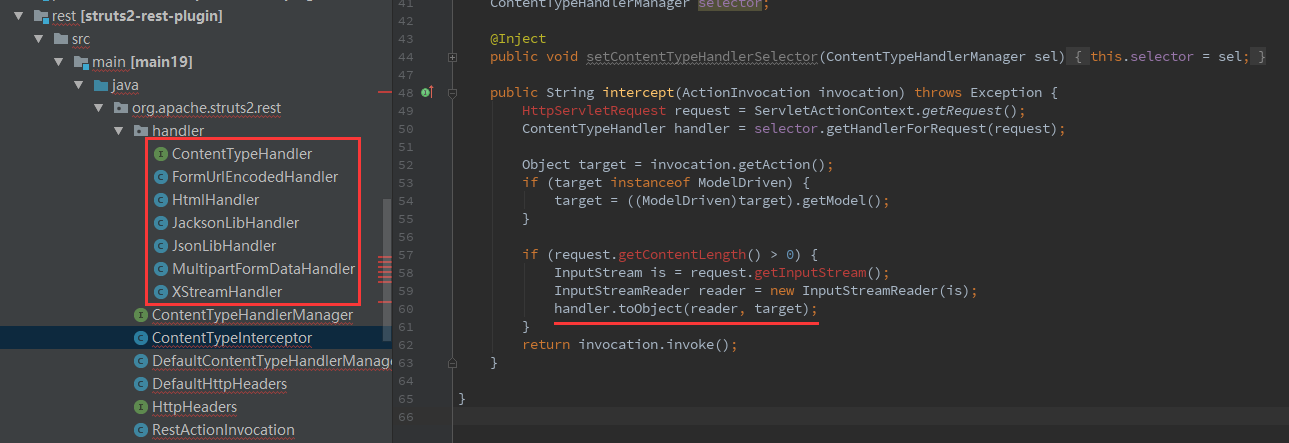 rest [struts2-rest-plugin]
src
main [main19]
java
org.apache.struts2.rest
handler
ContentTypeHandler
FormUrlEncodedHandler
HtmlHandler
JacksonLibHandler
JsonLibHandler
MultipartFormDataHandler
XStreamHandler
ContentTypeHandlerManager
ContentTypeInterceptor
DefaultContentTypeHandlerManage
DefaultHttpHeaders
HttpHeaders
RestActionInvocation
41 ContentTypeHandlerManager selector;
42
43 @Inject
44 public void setContentTypeHandlerSelector(ContentTypeHandlerManager sel) { this.selector = sel; }
47
48 public String intercept(ActionInvocation invocation) throws Exception {
49 HttpServletRequest request = ServletActionContext.getRequest();
50 ContentTypeHandler handler = selector.getHandlerForRequest(request);
51
52 Object target = invocation.getAction();
53 if (target instanceof ModelDriven) {
54 target = ((ModelDriven)target).getModel();
55 }
56
57 if (request.getContentLength() > 0) {
58 InputStream is = request.getInputStream();
59 InputStreamReader reader = new InputStreamReader(is);
60 handler.toObject(reader, target);
61 }
62 return invocation.invoke();
63 }
64
65 }
66